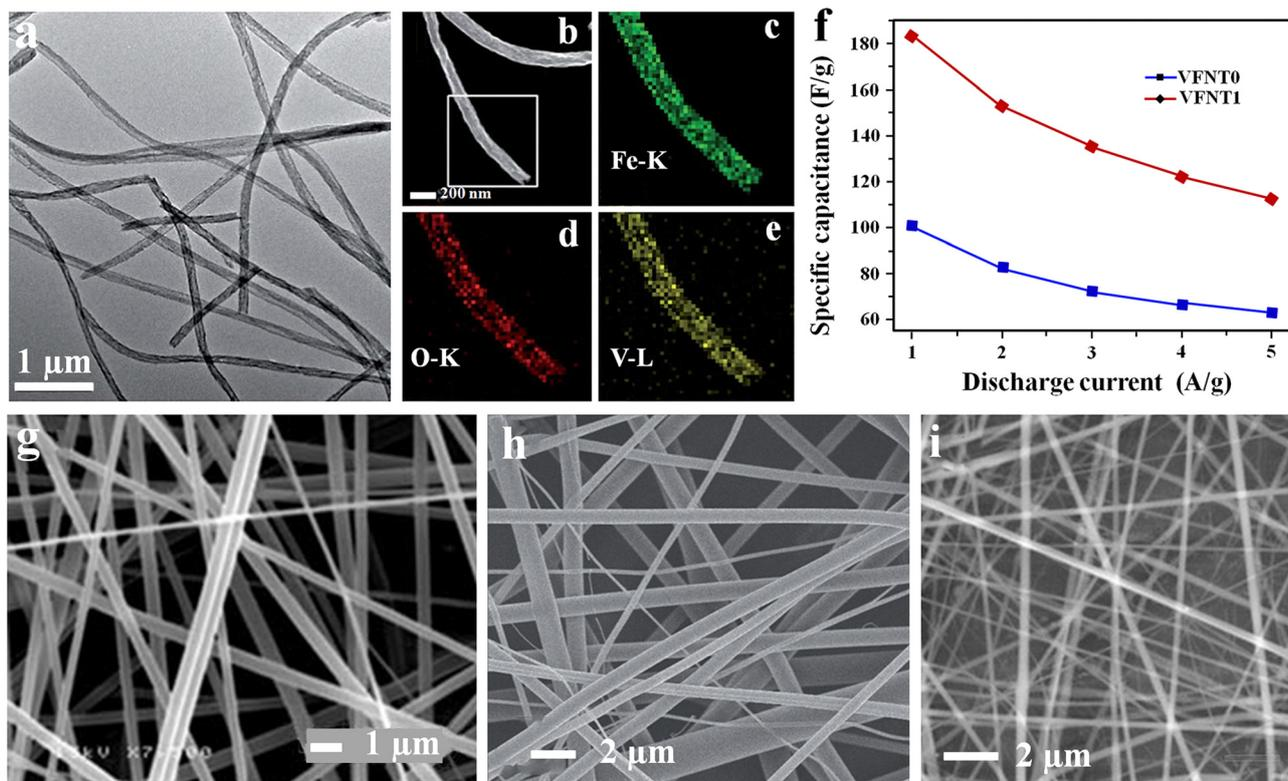 a
1 µm
b
200 nm
c
Fe-K
d
O-K
e
V-L
f
Specific capacitance (F/g)
180
160
140
120
100
80
60
VFNT0
VFNT1
1 2 3 4 5
Discharge current (A/g)
g
1 µm
h
2 µm
i
2 µm